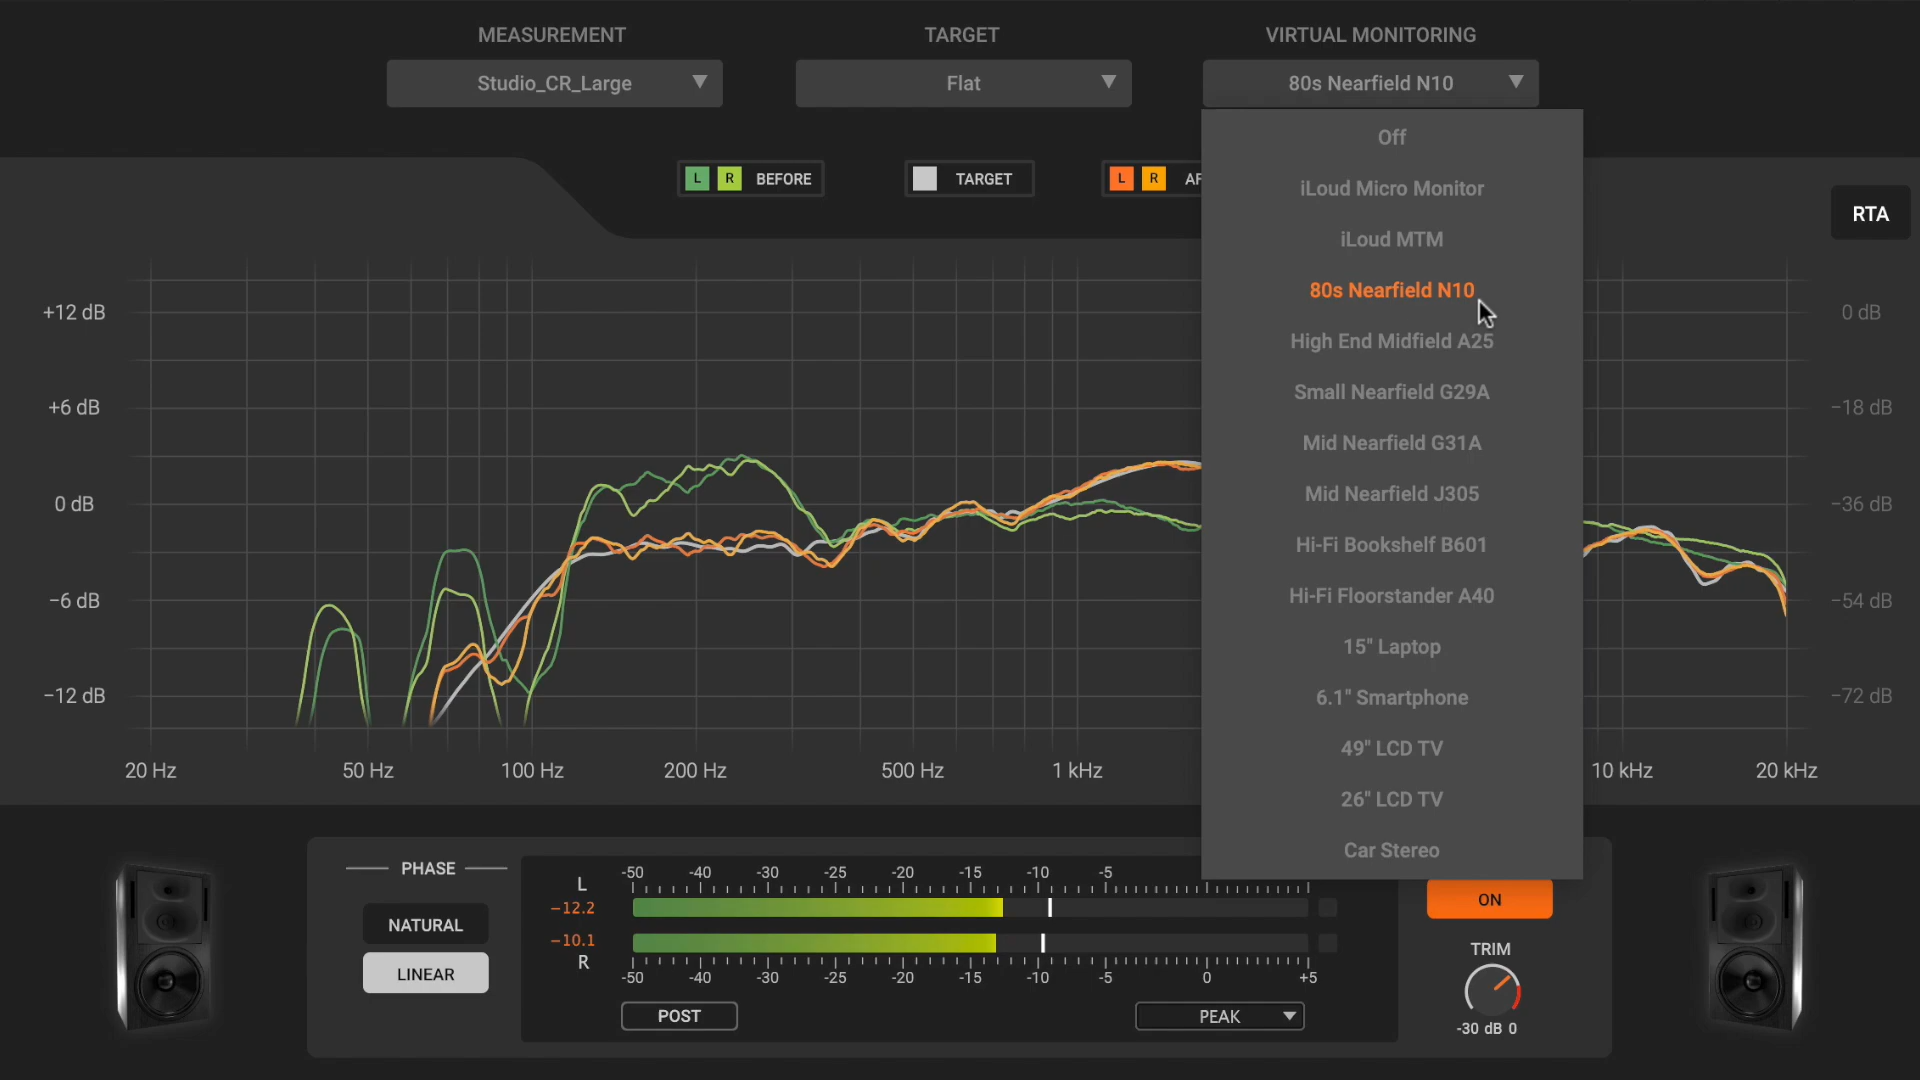 MEASUREMENT
TARGET
VIRTUAL MONITORING
Studio_CR_Large
Flat
80s Nearfield N10
Off
iLoud Micro Monitor
iLoud MTM
80s Nearfield N10
High End Midfield A25
Small Nearfield G29A
Mid Nearfield G31A
Mid Nearfield J305
Hi-Fi Bookshelf B601
Hi-Fi Floorstander A40
15" Laptop
6.1" Smartphone
49" LCD TV
26" LCD TV
Car Stereo
L R BEFORE
TARGET
L R AF
RTA
+12 dB
+6 dB
0 dB
−6 dB
−12 dB
0 dB
−18 dB
−36 dB
−54 dB
−72 dB
20 Hz 50 Hz 100 Hz 200 Hz 500 Hz 1 kHz 10 kHz 20 kHz
PHASE
NATURAL
LINEAR
-50 -40 -30 -25 -20 -15 -10 -5
L
−12.2
−10.1
R
-50 -40 -30 -25 -20 -15 -10 -5 0 +5
POST
PEAK
ON
TRIM
-30 dB 0